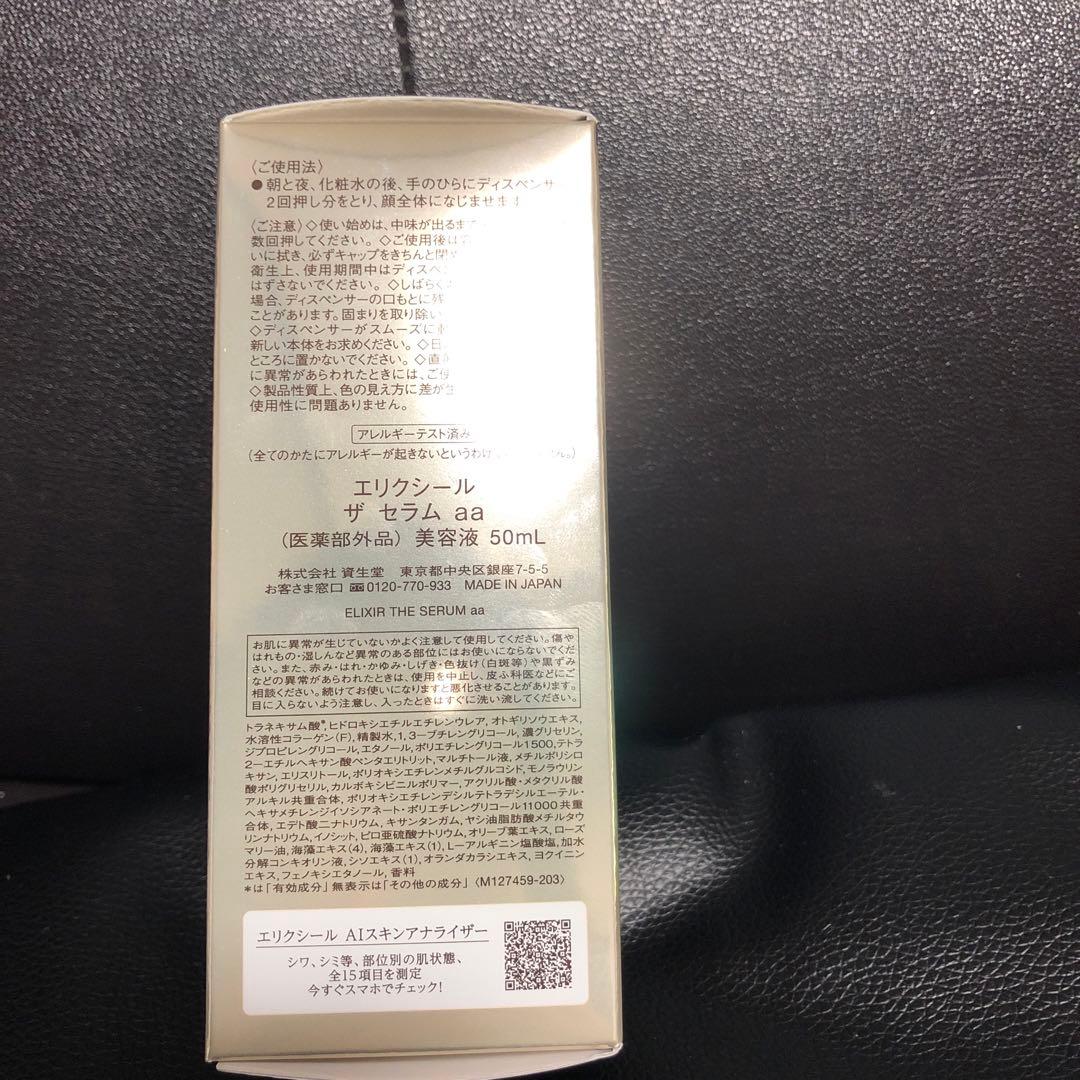 〈ご使用法〉
●朝と夜、化粧水の後、手のひらにディスペンサ
2回押し分をとり、顔全体になじませます
〈ご注意〉◇使い始めは、中味が出るま
数回押してください。◇ご使用後は
いに拭き、必ずキャップをきちんと閉め
衛生上、使用期間中はディスペン
はずさないでください。◇しばらく
場合、ディスペンサーの口もとに残
ことがあります。固まりを取り除い
◇ディスペンサーがスムーズに
新しい本体をお求めください。◇日
ところに置かないでください。◇直
に異常があらわれたときには、ご使
◇製品性質上、色の見え方に差が生
使用性に問題ありません。
アレルギーテスト済み
（全てのかたにアレルギーが起きないというわけ ん。）
エリクシール
ザ セラム aa
（医薬部外品） 美容液 50mL
株式会社 資生堂 東京都中央区銀座7-5-5
お客さま窓口 0120-770-933 MADE IN JAPAN
ELIXIR THE SERUM aa
お肌に異常が生じていないかよく注意して使用してください。傷や
はれもの・湿しんなど異常のある部位にはお使いにならないでくだ
さい。また、赤み・はれ・かゆみ・しげき・色抜け（白斑等）や黒ずみ
などの異常があらわれたときは、使用を中止し、皮ふ科医などにご
相談ください。続けてお使いになりますと悪化させることがあります。
目に入らないよう注意し、入ったときはすぐに洗い流してください。
トラネキサム酸*、ヒドロキシエチルエチレンウレア、オトギリソウエキス、
水溶性コラーゲン（F）、精製水、1，3－ブチレングリコール、濃グリセリン、
ジプロピレングリコール、エタノール、ポリエチレングリコール1500、テトラ
2－エチルヘキサン酸ペンタエリトリット、マルチトール液、メチルポリシロ
キサン、エリスリトール、ポリオキシエチレンメチルグルコシド、モノラウリン
酸ポリグリセリル、カルボキシビニルポリマー、アクリル酸・メタクリル酸
アルキル共重合体、ポリオキシエチレンデシルテトラデシルエーテル・
ヘキサメチレンジイソシアネート・ポリエチレングリコール11000共重
合体、エデト酸二ナトリウム、キサンタンガム、ヤシ油脂肪酸メチルタウ
リンナトリウム、イノシット、ピロ亜硫酸ナトリウム、オリーブ葉エキス、ローズ
マリー油、海藻エキス（4）、海藻エキス（1）、L－アルギニン塩酸塩、加水
分解コンキオリン液、シソエキス（1）、オランダカラシエキス、ヨクイニン
エキス、フェノキシエタノール、香料
*は「有効成分」無表示は「その他の成分」〈M127459-203〉
エリクシール AIスキンアナライザー
シワ、シミ等、部位別の肌状態、
全15項目を測定
今すぐスマホでチェック！